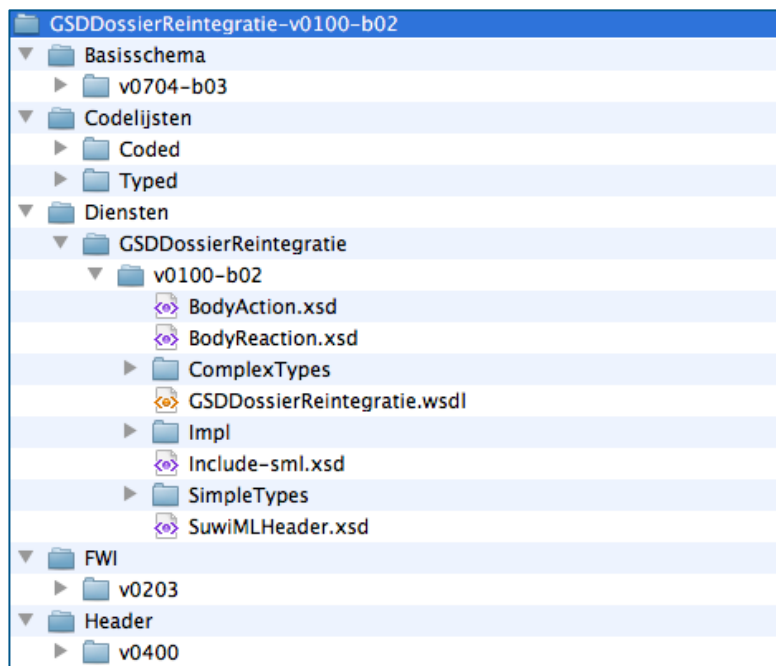 GSDDossierReintegratie-v0100-b02
Basisschema
v0704-b03
Codelijsten
Coded
Typed
Diensten
GSDDossierReintegratie
v0100-b02
BodyAction.xsd
BodyReaction.xsd
ComplexTypes
GSDDossierReintegratie.wsdl
Impl
Include-sml.xsd
SimpleTypes
SuwiMLHeader.xsd
FWI
v0203
Header
v0400